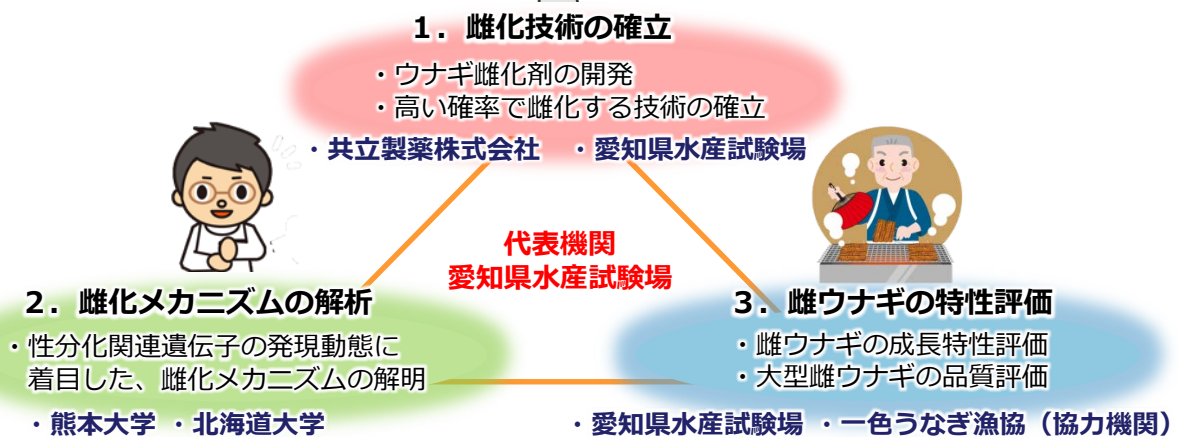 1．雌化技術の確立
・ウナギ雌化剤の開発
・高い確率で雌化する技術の確立
・共立製薬株式会社　・愛知県水産試験場
代表機関
愛知県水産試験場
2．雌化メカニズムの解析
・性分化関連遺伝子の発現動態に
着目した、雌化メカニズムの解明
・熊本大学 ・北海道大学
3．雌ウナギの特性評価
・雌ウナギの成長特性評価
・大型雌ウナギの品質評価
・愛知県水産試験場 ・一色うなぎ漁協（協力機関）